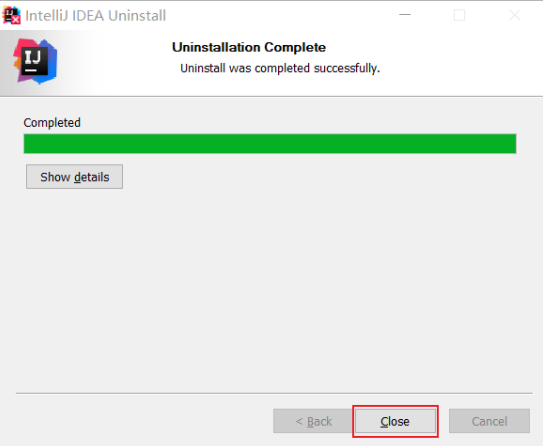 IntelliJ IDEA Uninstall
IJ
Uninstallation Complete
Uninstall was completed successfully.
Completed
Show details
< Back
Close
Cancel